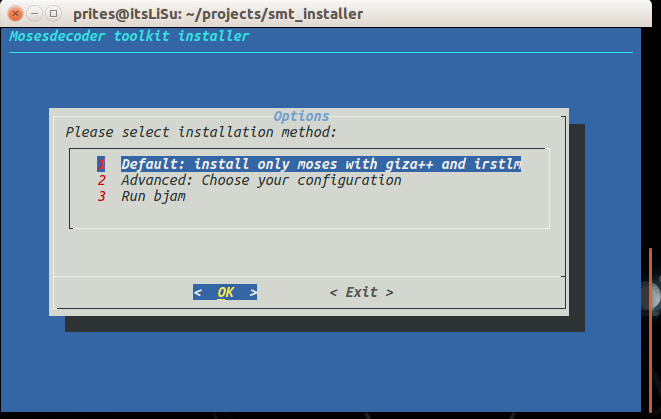 prites@itsLiSu: ~/projects/smt_installer
Mosesdecoder toolkit installer
Options
Please select installation method:
1 Default: install only moses with giza++ and irstlm
2 Advanced: Choose your configuration
3 Run bjam
< OK > < Exit >